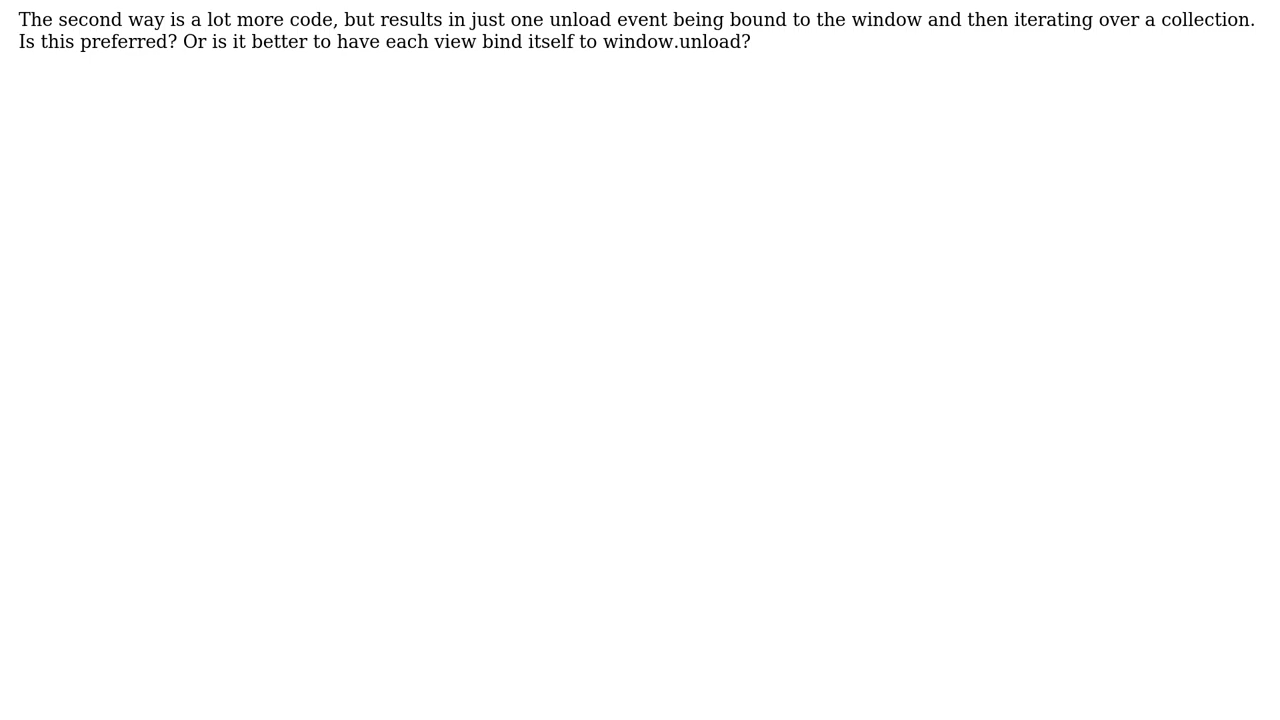 The second way is a lot more code, but results in just one unload event being bound to the window and then iterating over a collection.
Is this preferred? Or is it better to have each view bind itself to window.unload?